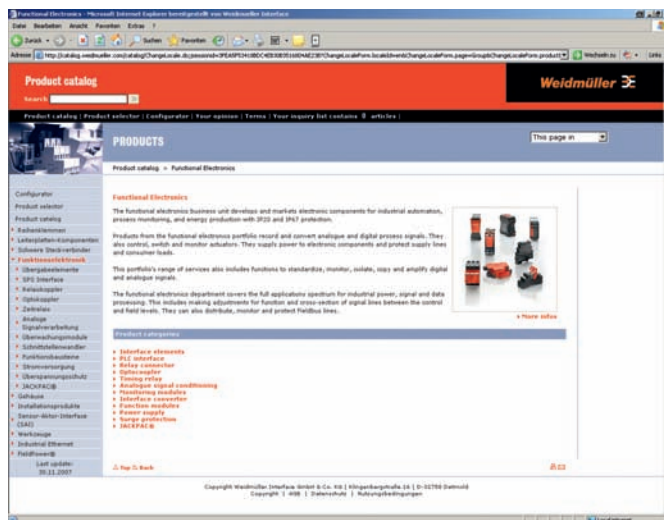 Functional Electronics - Microsoft Internet Explorer bereitgestellt von Weidmueller Interface
Datei Bearbeiten Ansicht Favoriten Extras ?
Zurück Suchen Favoriten
Adresse Wechseln zu Links
Product catalog
Search
Weidmüller
Product catalog | Product selector | Configurator | Your opinion | Terms | Your inquiry list contains 0 articles |
PRODUCTS
This page in
Product catalog > Functional Electronics
Configurator
Product selector
Product catalog
Reihenklemmen
Leiterplatten-Komponenten
Schwere Steckverbinder
Funktionselektronik
Übergabeelemente
SPS Interface
Relaiskoppler
Optokoppler
Zeitrelais
Analoge
Signalverarbeitung
Überwachungsmodule
Schnittstellenwandler
Funktionsbausteine
Stromversorgung
Überspannungsschutz
JACKPAC®
Gehäuse
Installationsprodukte
Sensor-Aktor-Interface
(SAI)
Werkzeuge
Industrial Ethernet
FieldPower®
Last update:
30.11.2007
Functional Electronics
The functional electronics business unit develops and markets electronic components for industrial automation,
process monitoring, and energy production with IP20 and IP67 protection.
Products from the functional electronics portfolio record and convert analogue and digital process signals. They
also control, switch and monitor actuators. They supply power to electronic components and protect supply lines
and consumer loads.
This portfolio's range of services also includes functions to standardize, monitor, isolate, copy and amplify digital
and analogue signals.
The functional electronics department covers the full applications spectrum for industrial power, signal and data
processing. This includes making adjustments for function and cross-section of signal lines between the control
and field levels. They can also distribute, monitor and protect fieldbus lines.
More infos
Product categories
Interface elements
PLC interface
Relay connector
Optocoupler
Timing relay
Analogue signal conditioning
Monitoring modules
Interface converter
Function modules
Power supply
Surge protection
JACKPAC®
Top Back
Copyright Weidmüller Interface GmbH & Co. KG | Klingenbergstraße 16 | D-32758 Detmold
Copyright | AGB | Datenschutz | Nutzungsbedingungen